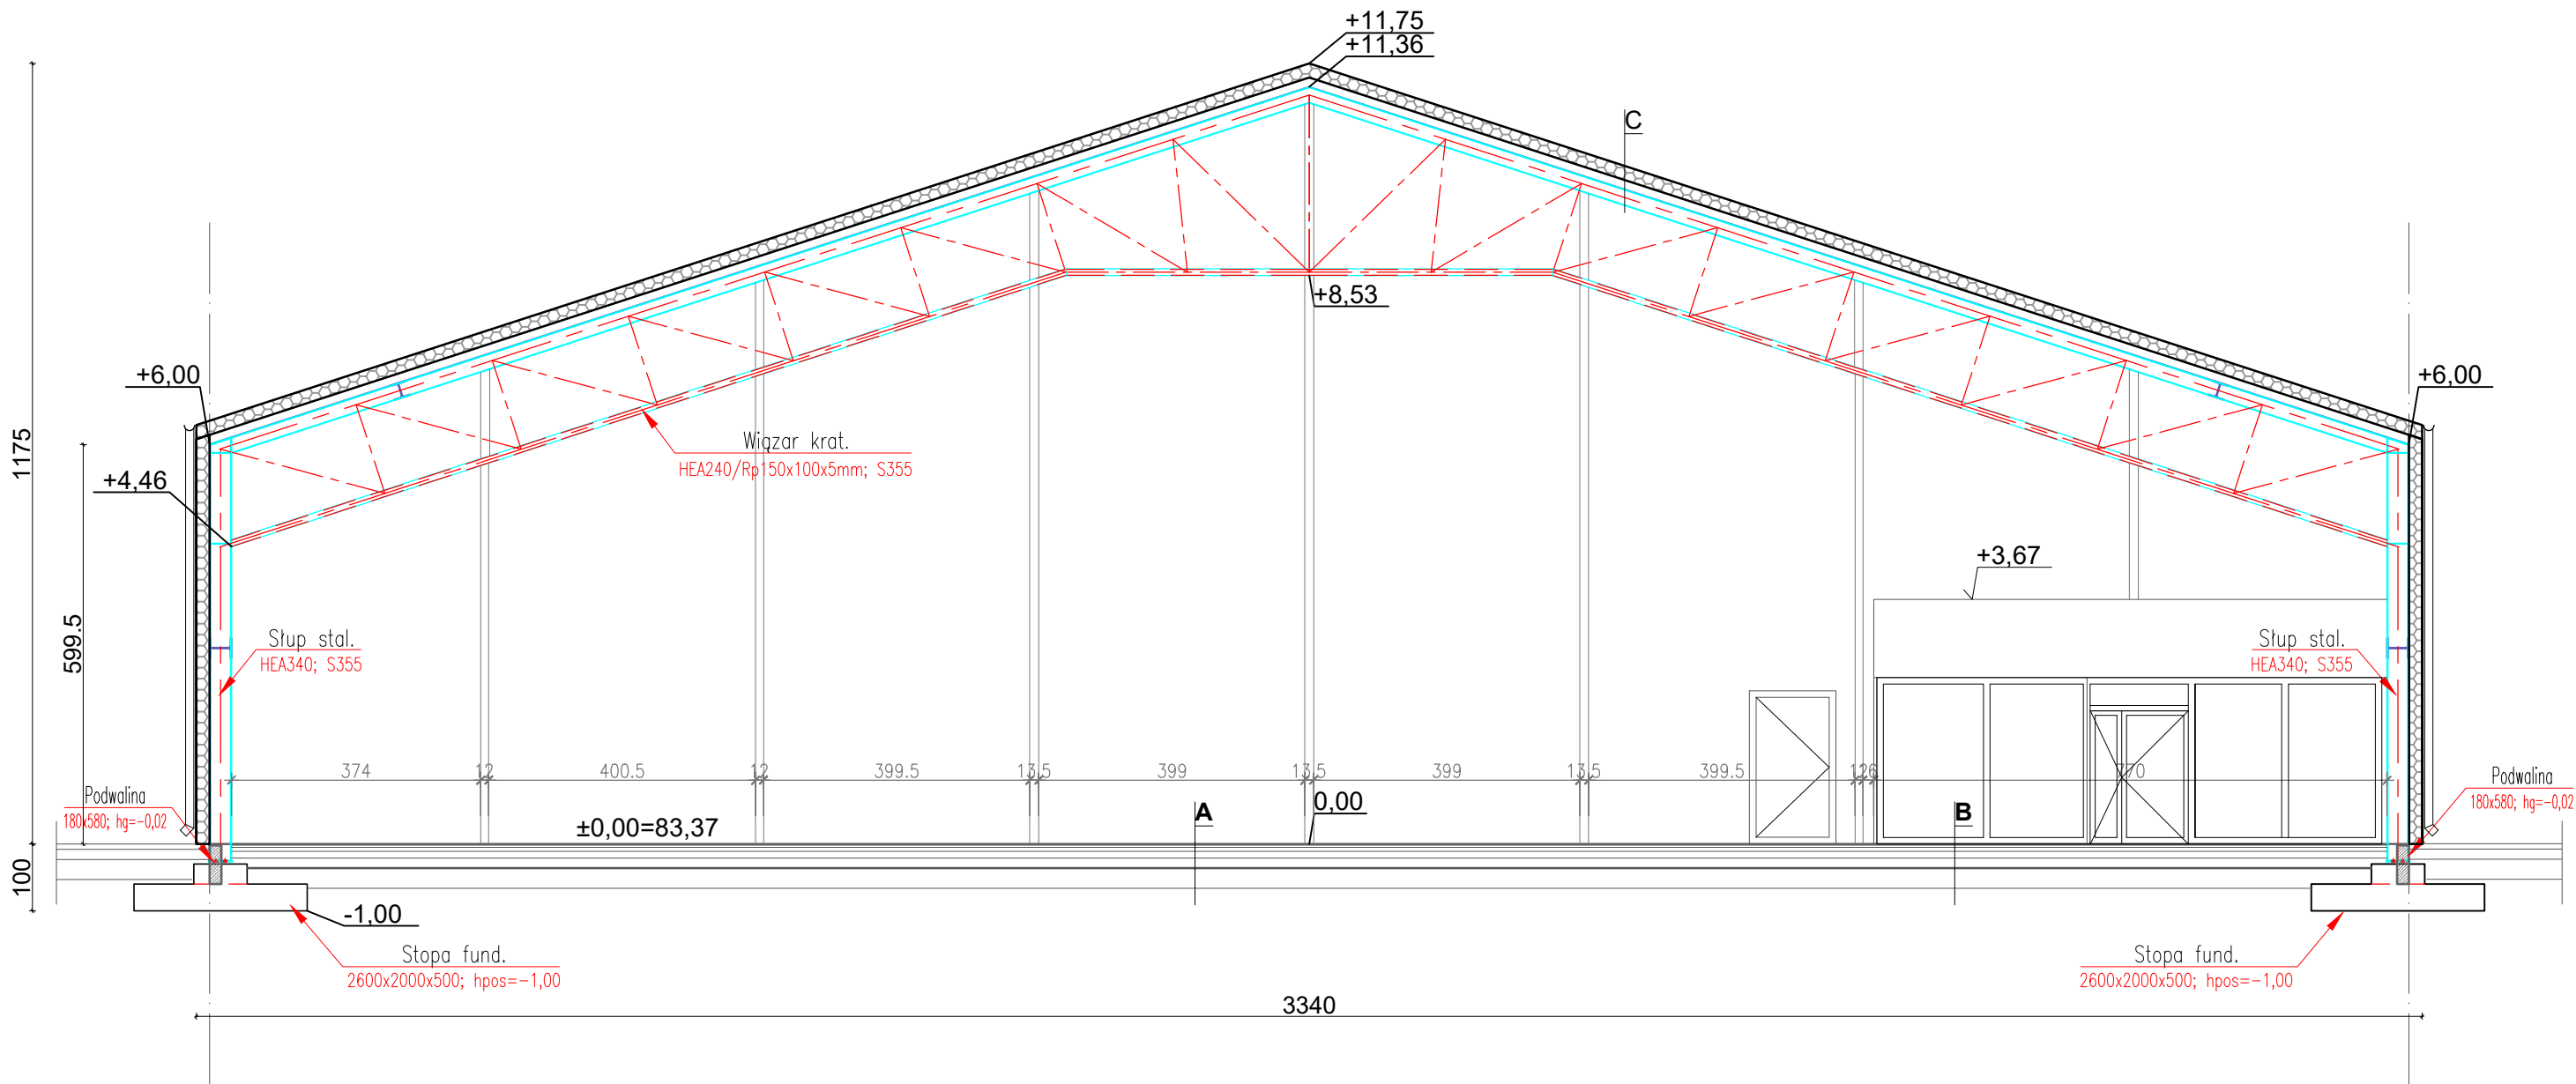 +11,75
+11,36
C
+8,53
+6,00
+6,00
1175
Wiązar krat.
HEA240/Rp150x100x5mm; S355
+4,46
+3,67
599.5
Słup stal.
HEA340; S355
Słup stal.
HEA340; S355
374
12
400.5
12
399.5
13.5
399
13.5
399
13.5
399.5
12
6
770
Podwalina
180x580; hg=-0,02
Podwalina
180x580; hg=-0,02
0,00
A
B
±0,00=83,37
100
-1,00
Stopa fund.
2600x2000x500; hpos=-1,00
Stopa fund.
2600x2000x500; hpos=-1,00
3340